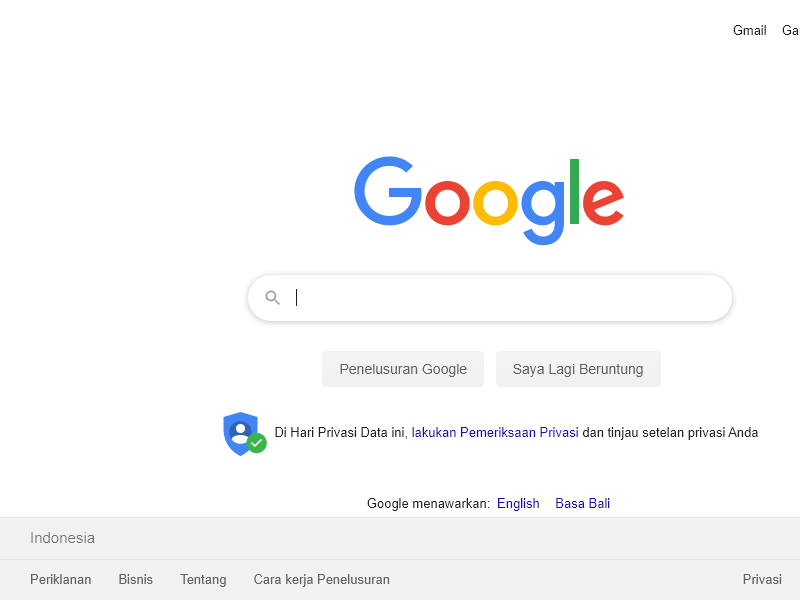 Gmail
Google
Penelusuran Google
Saya Lagi Beruntung
Di Hari Privasi Data ini, lakukan Pemeriksaan Privasi dan tinjau setelan privasi Anda
Google menawarkan: English Basa Bali
Indonesia
Periklanan Bisnis Tentang Cara kerja Penelusuran Privasi